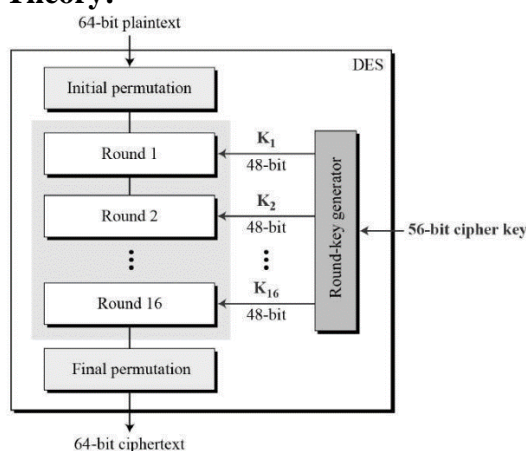 Theory:
64-bit plaintext
DES
Initial permutation
Round 1
K1
48-bit
Round 2
K2
48-bit
Round 16
K16
48-bit
Round-key generator
56-bit cipher key
Final permutation
64-bit ciphertext